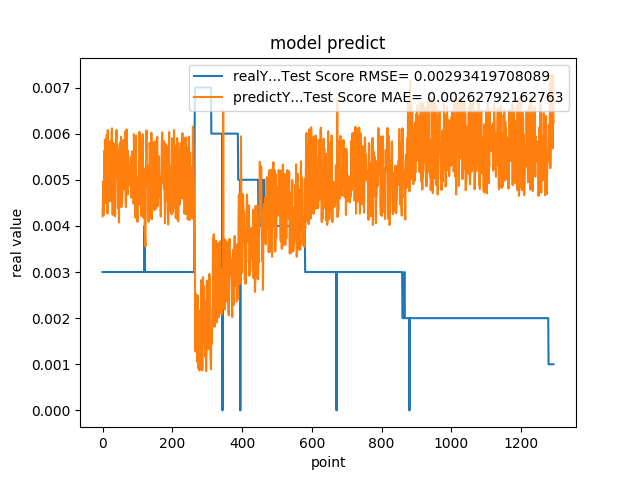 model predict
realY...Test Score RMSE= 0.00293419708089
predictY...Test Score MAE= 0.00262792162763
real value
0.007
0.006
0.005
0.004
0.003
0.002
0.001
0.000
0 200 400 600 800 1000 1200
point